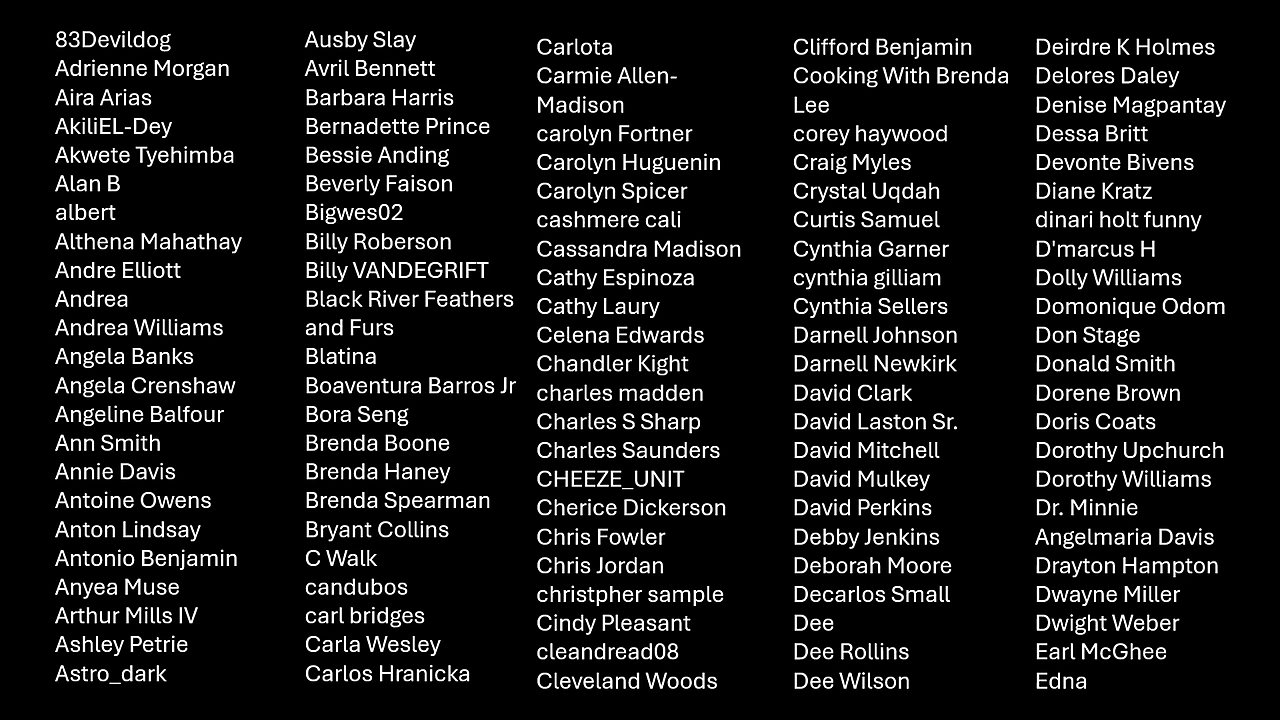 83Devildog
Adrienne Morgan
Aira Arias
AkiliEL-Dey
Akwete Tyehimba
Alan B
albert
Althena Mahathay
Andre Elliott
Andrea
Andrea Williams
Angela Banks
Angela Crenshaw
Angeline Balfour
Ann Smith
Annie Davis
Antoine Owens
Anton Lindsay
Antonio Benjamin
Anyea Muse
Arthur Mills IV
Ashley Petrie
Astro_dark
Ausby Slay
Avril Bennett
Barbara Harris
Bernadette Prince
Bessie Anding
Beverly Faison
Bigwes02
Billy Roberson
Billy VANDEGRIFT
Black River Feathers
and Furs
Blatina
Boaventura Barros Jr
Bora Seng
Brenda Boone
Brenda Haney
Brenda Spearman
Bryant Collins
C Walk
candubos
carl bridges
Carla Wesley
Carlos Hranicka
Carlota
Carmie Allen-
Madison
carolyn Fortner
Carolyn Huguenin
Carolyn Spicer
cashmere cali
Cassandra Madison
Cathy Espinoza
Cathy Laury
Celena Edwards
Chandler Kight
charles madden
Charles S Sharp
Charles Saunders
CHEEZE_UNIT
Cherice Dickerson
Chris Fowler
Chris Jordan
christpher sample
Cindy Pleasant
cleandread08
Cleveland Woods
Clifford Benjamin
Cooking With Brenda
Lee
corey haywood
Craig Myles
Crystal Uqdah
Curtis Samuel
Cynthia Garner
cynthia gilliam
Cynthia Sellers
Darnell Johnson
Darnell Newkirk
David Clark
David Laston Sr.
David Mitchell
David Mulkey
David Perkins
Debby Jenkins
Deborah Moore
Decarlos Small
Dee
Dee Rollins
Dee Wilson
Deirdre K Holmes
Delores Daley
Denise Magpantay
Dessa Britt
Devonte Bivens
Diane Kratz
dinari holt funny
D'marcus H
Dolly Williams
Domonique Odom
Don Stage
Donald Smith
Dorene Brown
Doris Coats
Dorothy Upchurch
Dorothy Williams
Dr. Minnie
Angelmaria Davis
Drayton Hampton
Dwayne Miller
Dwight Weber
Earl McGhee
Edna